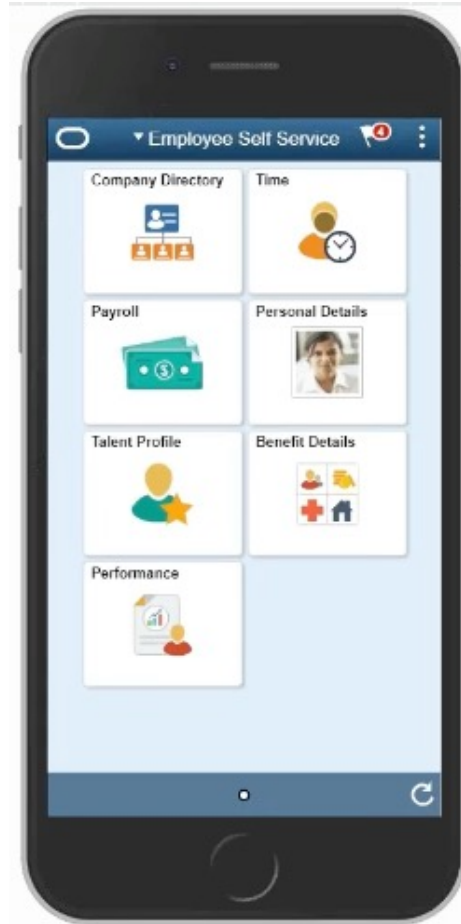 Employee Self Service
4
Company Directory
Time
Payroll
Personal Details
$
Talent Profile
Benefit Details
Performance